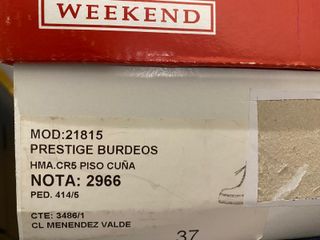 WEEKEND
MOD:21815
PRESTIGE BURDEOS
HMA.CR5 PISO CUÑA
NOTA: 2966
PED. 414/5
CTE: 3486/1
CL MENENDEZ VALDE
37